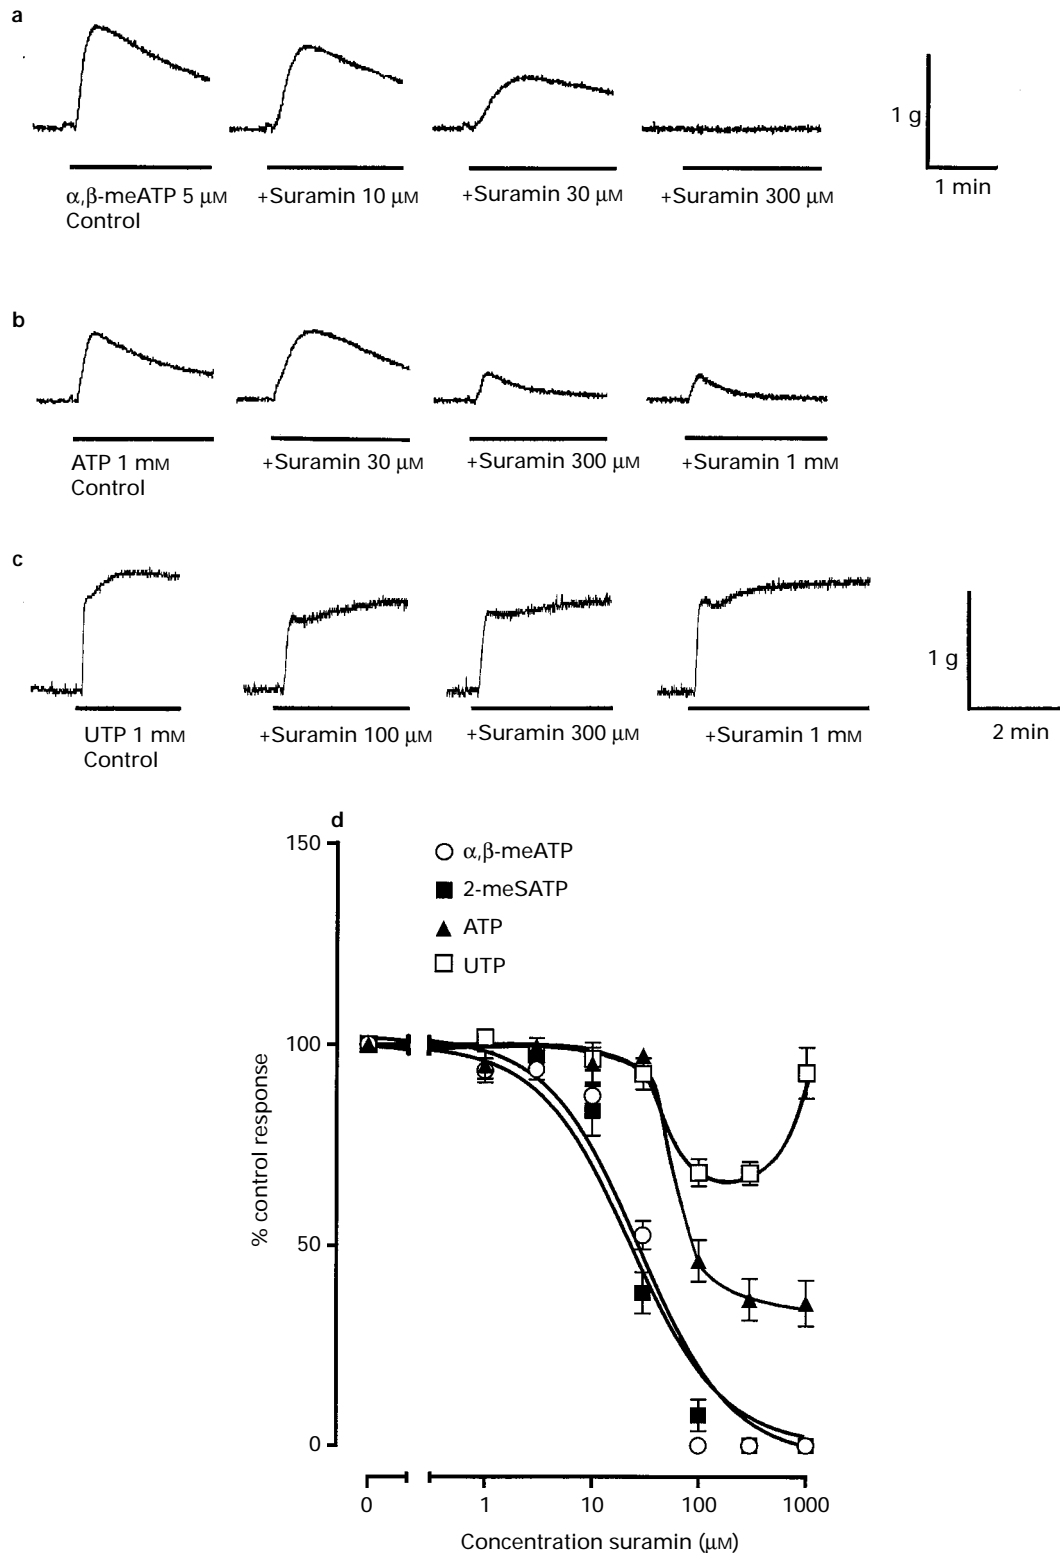 a
1 g
1 min
α,β-meATP 5 μM
Control
+Suramin 10 μM
+Suramin 30 μM
+Suramin 300 μM
b
ATP 1 mM
Control
+Suramin 30 μM
+Suramin 300 μM
+Suramin 1 mM
c
1 g
2 min
UTP 1 mM
Control
+Suramin 100 μM
+Suramin 300 μM
+Suramin 1 mM
d
α,β-meATP
2-meSATP
ATP
UTP
150
100
50
0
% control response
0 1 10 100 1000
Concentration suramin (μM)